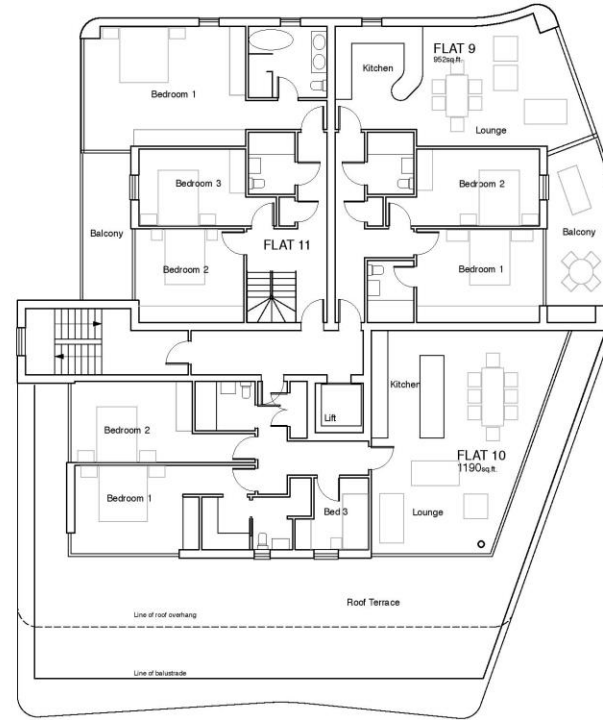 FLAT 9
952sq.ft.
Kitchen
Bedroom 1
Lounge
Bedroom 3
Bedroom 2
Balcony
FLAT 11
Balcony
Bedroom 2
Bedroom 1
Kitchen
Lift
Bedroom 2
FLAT 10
1190sq.ft.
Bedroom 1
Bed 3
Lounge
Roof Terrace
Line of roof overhang
Line of balustrade